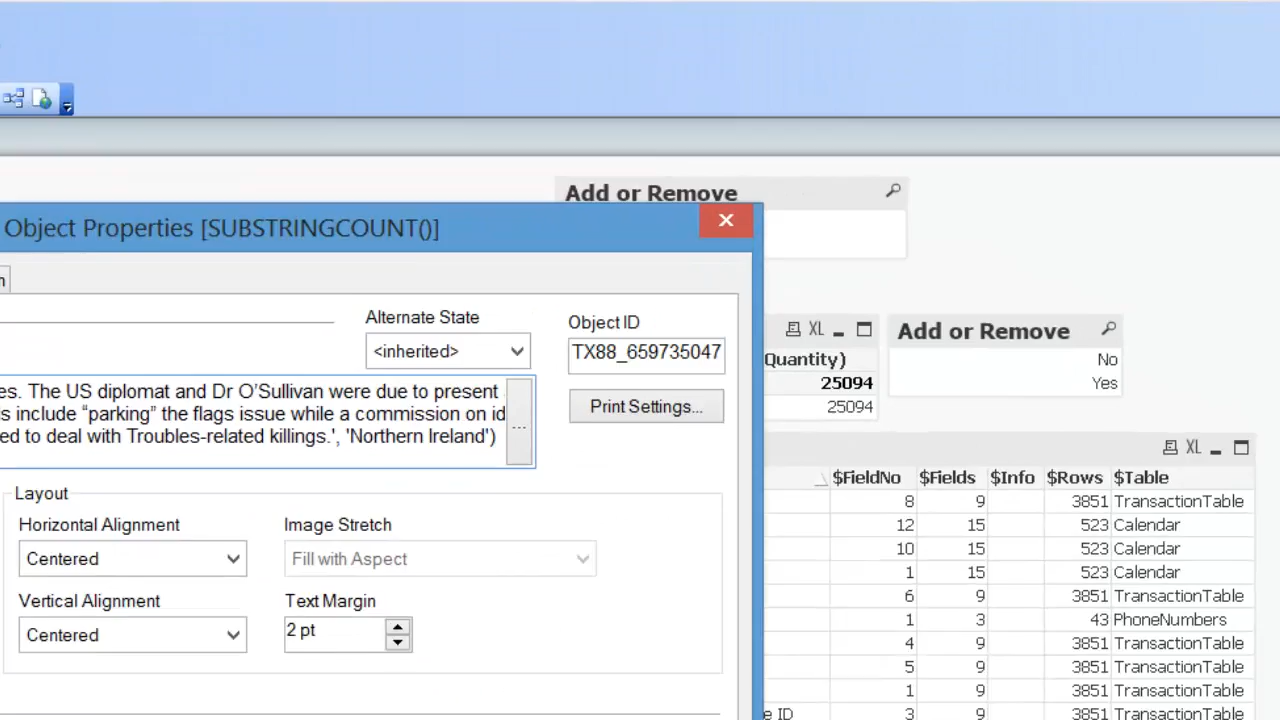 Add or Remove
Object Properties [SUBSTRINGCOUNT()]
Alternate State
<inherited>
Object ID
TX88_659735047
Print Settings...
es. The US diplomat and Dr O’Sullivan were due to present
s include “parking” the flags issue while a commission on id
ed to deal with Troubles-related killings.', 'Northern Ireland')
...
Layout
Horizontal Alignment
Centered
Image Stretch
Fill with Aspect
Vertical Alignment
Centered
Text Margin
2 pt
XL
Quantity)
25094
25094
Add or Remove
No
Yes
XL
$FieldNo $Fields $Info $Rows $Table
8 9 3851 TransactionTable
12 15 523 Calendar
10 15 523 Calendar
1 15 523 Calendar
6 9 3851 TransactionTable
1 3 43 PhoneNumbers
4 9 3851 TransactionTable
5 9 3851 TransactionTable
1 9 3851 TransactionTable
e ID 3 9 3851 TransactionTable